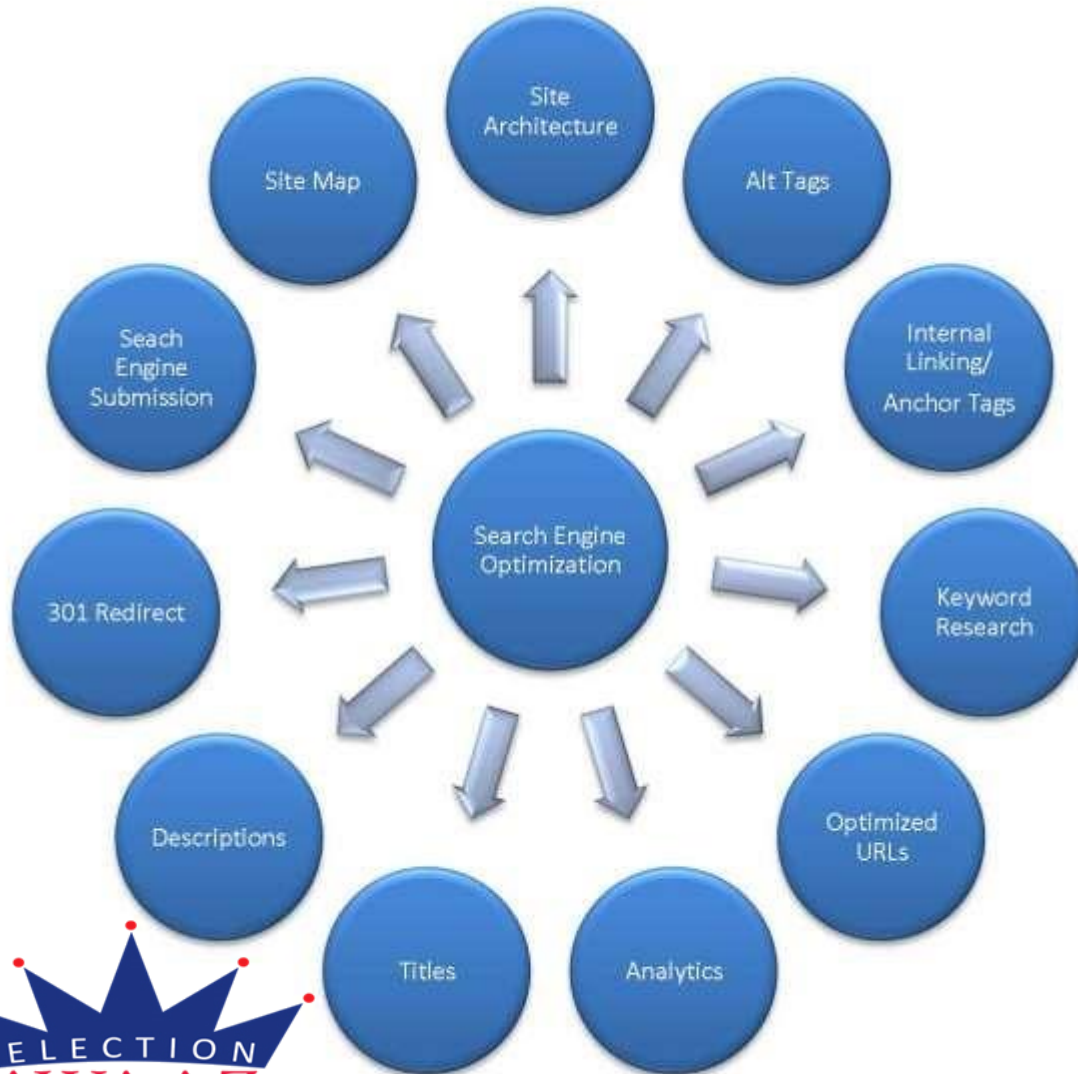 Site
Architecture
Alt Tags
Internal
Linking/
Anchor Tags
Keyword
Research
Optimized
URLs
Analytics
Titles
Descriptions
301 Redirect
Seach
Engine
Submission
Site Map
Search Engine
Optimization
ELECTION